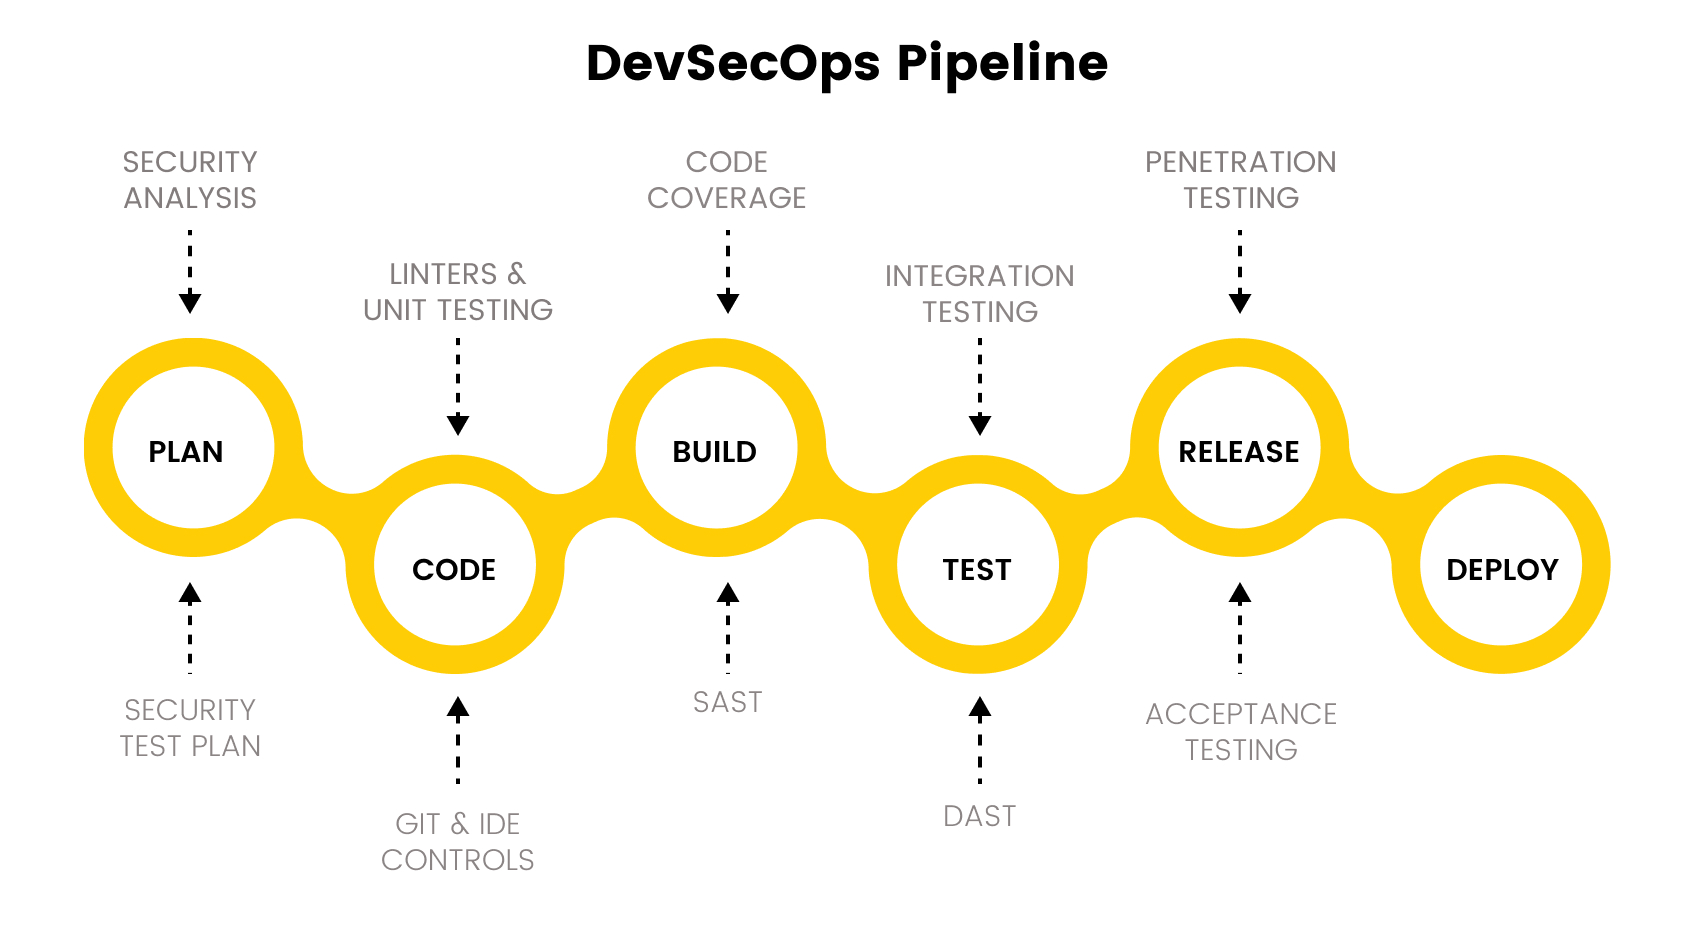 DevSecOps Pipeline
SECURITY
ANALYSIS
CODE
COVERAGE
PENETRATION
TESTING
LINTERS &
UNIT TESTING
INTEGRATION
TESTING
PLAN
BUILD
RELEASE
CODE
TEST
DEPLOY
SECURITY
TEST PLAN
SAST
ACCEPTANCE
TESTING
GIT & IDE
CONTROLS
DAST